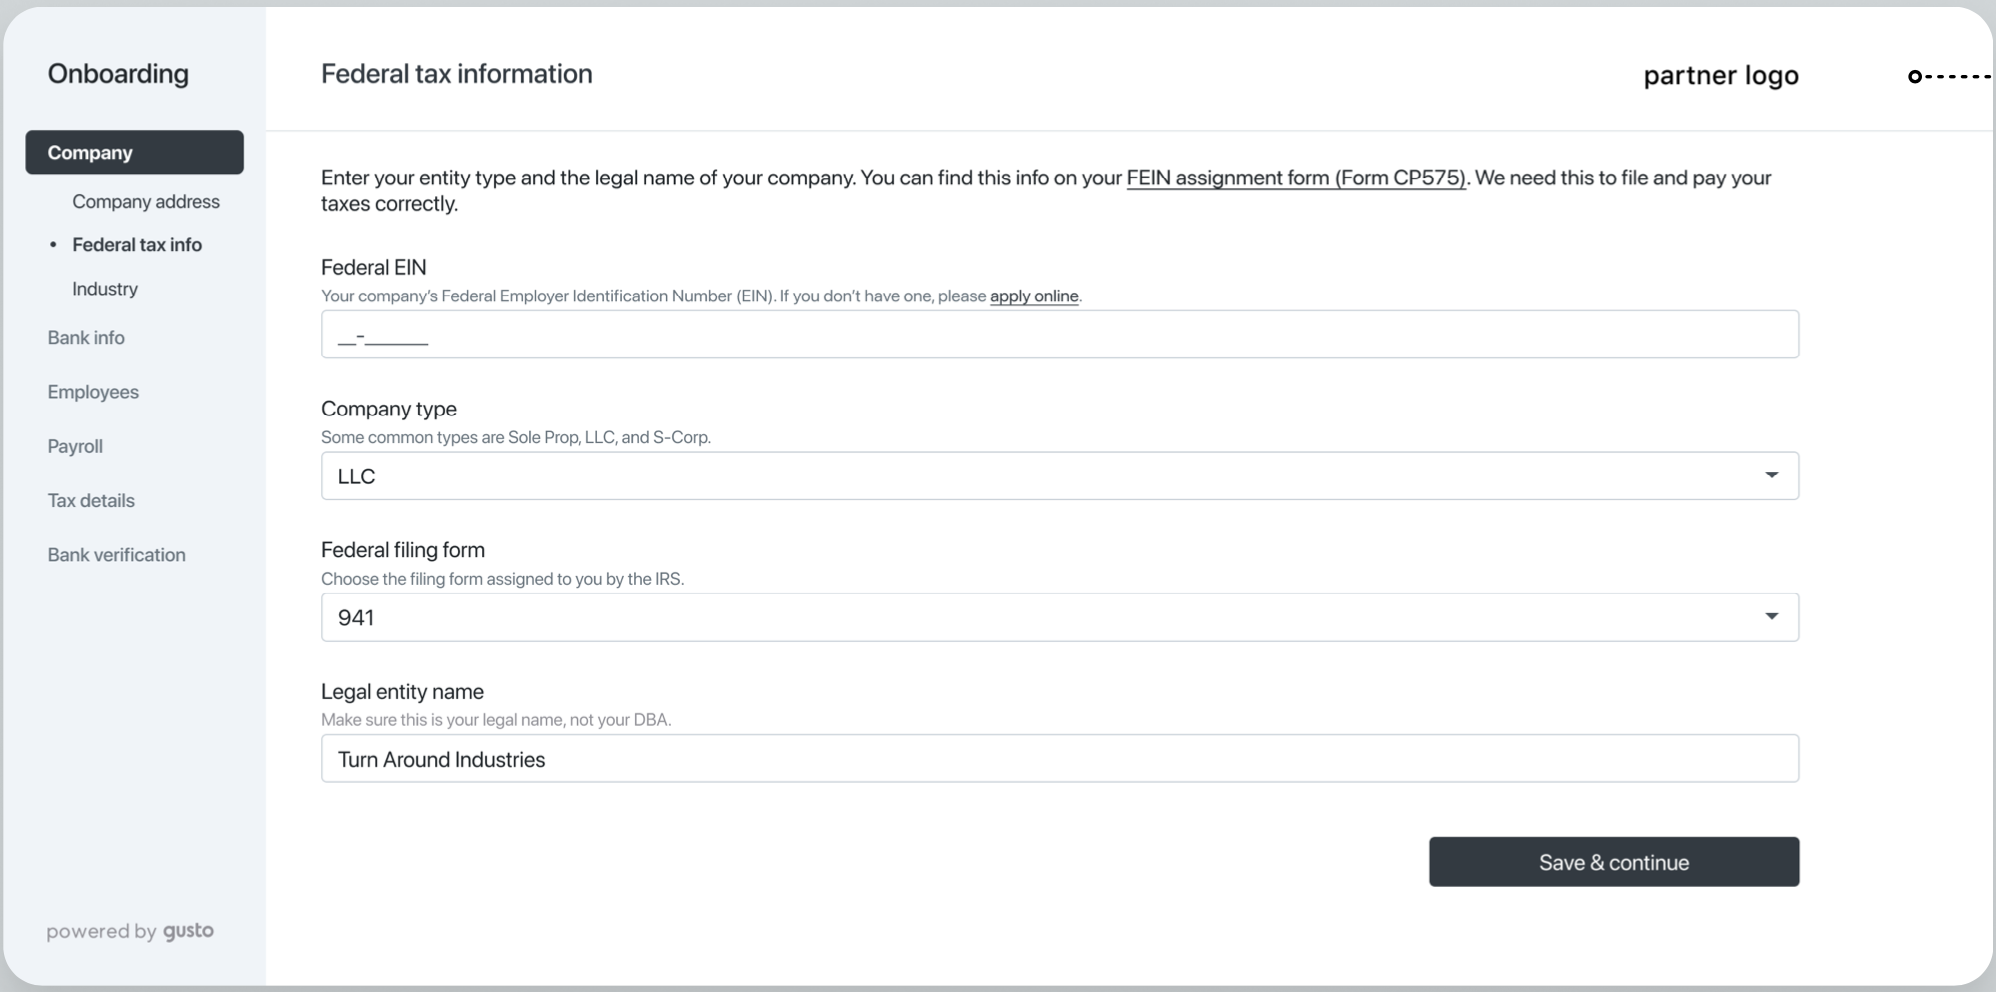 Onboarding
Company
Company address
• Federal tax info
Industry
Bank info
Employees
Payroll
Tax details
Bank verification
powered by gusto
Federal tax information
partner logo
Enter your entity type and the legal name of your company. You can find this info on your FEIN assignment form (Form CP575). We need this to file and pay your
taxes correctly.
Federal EIN
Your company’s Federal Employer Identification Number (EIN). If you don’t have one, please apply online.
__-_______
Company type
Some common types are Sole Prop, LLC, and S-Corp.
LLC
Federal filing form
Choose the filing form assigned to you by the IRS.
941
Legal entity name
Make sure this is your legal name, not your DBA.
Turn Around Industries
Save & continue